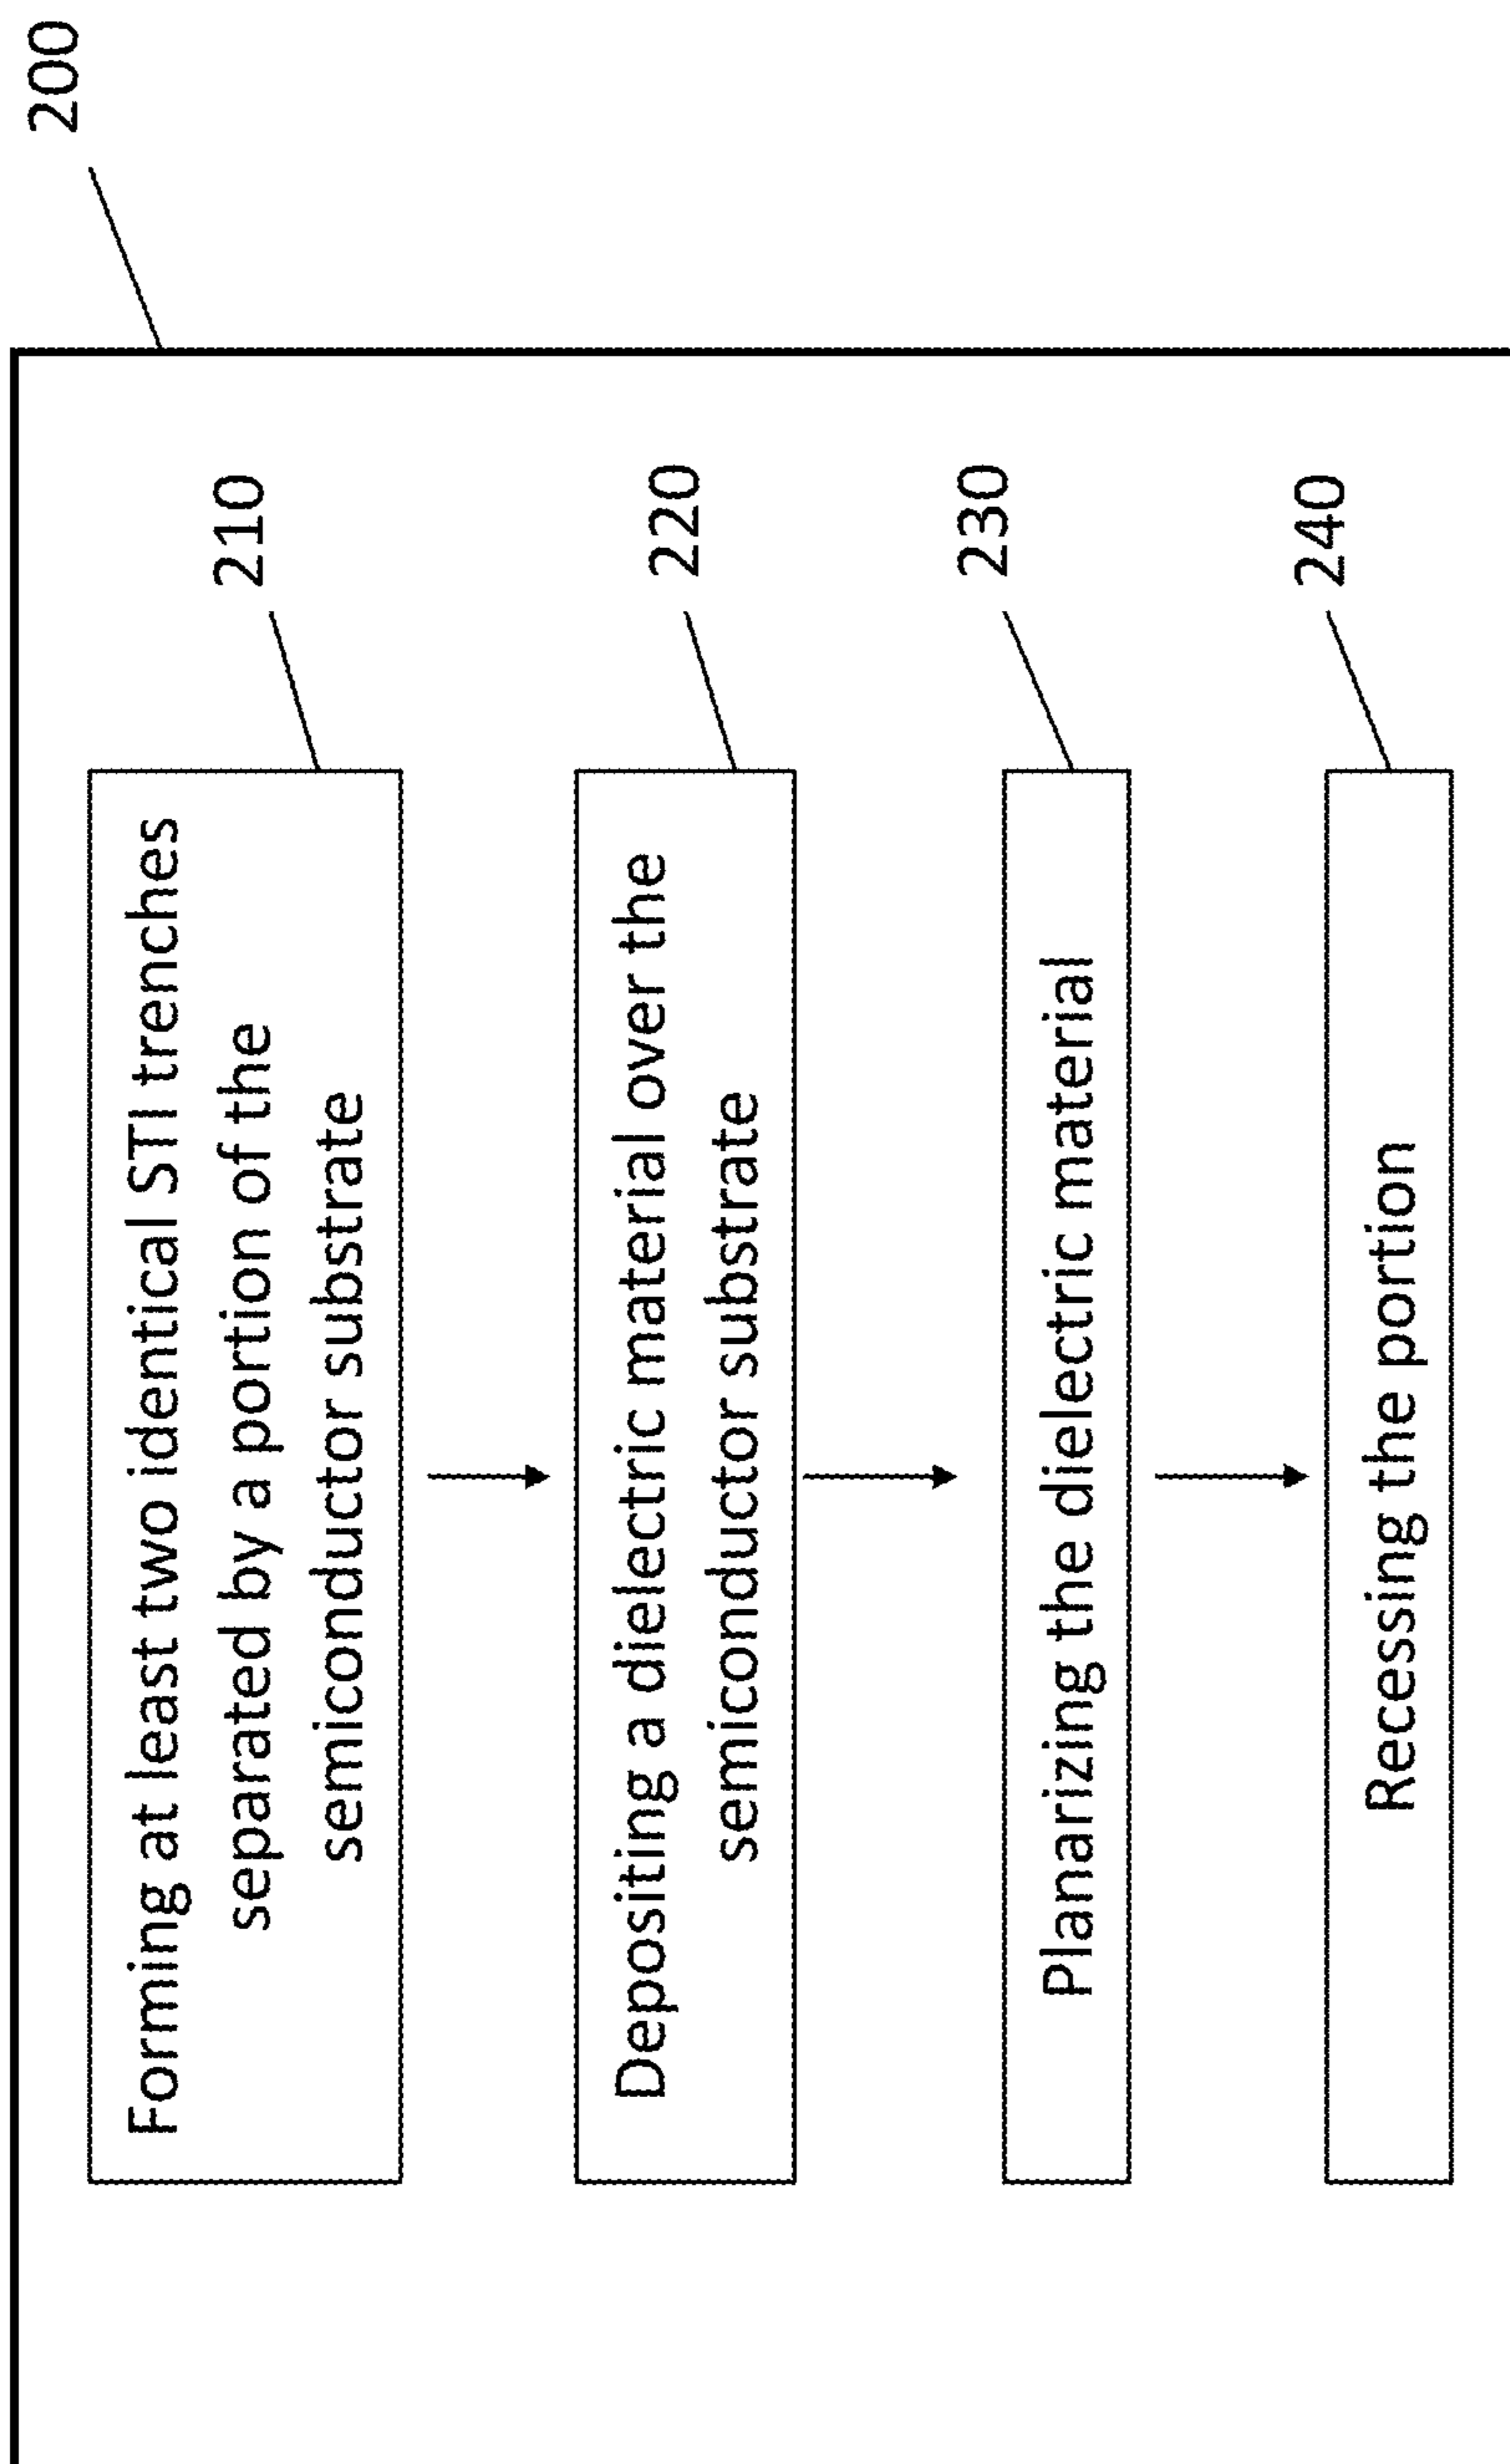 200
Forming at least two identical STI trenches
separated by a portion of the
semiconductor substrate
210
Depositing a dielectric material over the
semiconductor substrate
220
Planarizing the dielectric material
230
Recessing the portion
240